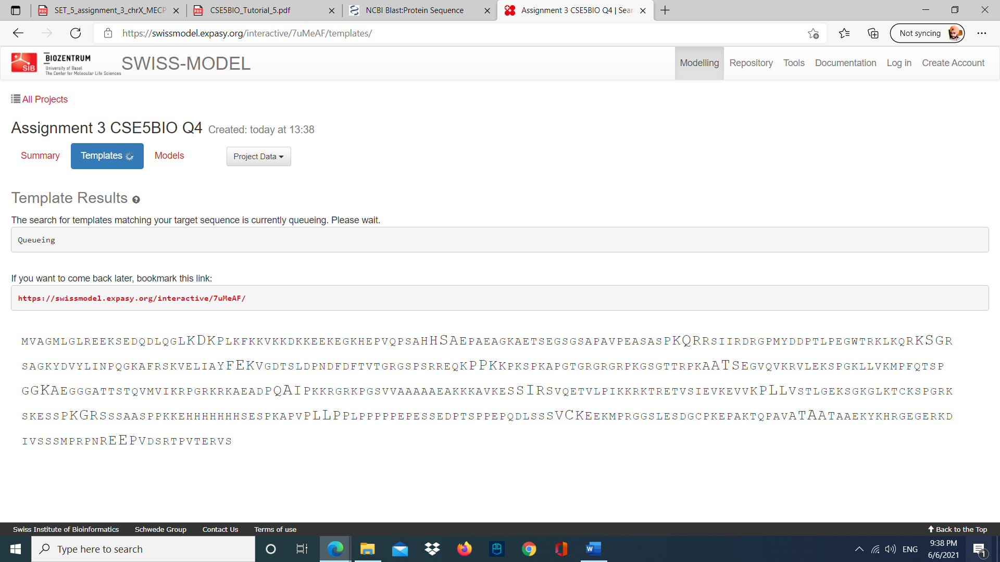 SET_5_assignment_3_chrX_MECP
CSE5BIO_Tutorial_5.pdf
NCBI Blast:Protein Sequence
Assignment 3 CSE5BIO Q4 | Sear
https://swissmodel.expasy.org/interactive/7uMeAF/templates/
Not syncing
SIB
BIOZENTRUM
University of Basel
The Center for Molecular Life Sciences
SWISS-MODEL
Modelling Repository Tools Documentation Log in Create Account
All Projects
Assignment 3 CSE5BIO Q4 Created: today at 13:38
Summary Templates Models Project Data
Template Results
The search for templates matching your target sequence is currently queueing. Please wait.
Queueing
If you want to come back later, bookmark this link:
https://swissmodel.expasy.org/interactive/7uMeAF/
MVAGMLGLREEKSEDQDLQGLKDKPLKFKKVKKDKKEEKEGKHEPVQPSAHHSAEPAEAGKAETSEGSGSAPAVPEASASPKQRRSIIRDRGPMYDDPTLPEGWTRKLKQRKSGR
SAGKYDVYLINPQGKAFRSKVELIAYFEKVGDTSLDPNDFDFTVTGRGSPSRREQKPPKKPKSPKAPGTGRGRGRPKGSGTTRPKAATSEGVQVKRVLEKSPGKLLVKMPFQTSP
GGKAEGGGATTSTQVMVIKRPGRKRKAEADPQAIPKKRGRKPGSVVAAAAAEAKKKAVKESSIRSVQETVLPIKKRKTRETVSIEVKEVVKPLLVSTLGEKSGKGLKTCKSPGRK
SKESSPKGRSSSAASPPKKEHHHHHHHSESPKAPVPLLPPLPPPPPEPESSEDPTSPPEPQDLSSSVCKEEKMPRGGSLESDGCPKEPAKTQPAVATAATAAEKYKHRGEGERKD
IVSSSMPRPNREEPVDSRTPVTERVS
Swiss Institute of Bioinformatics Schwede Group Contact Us Terms of use Back to the Top
Type here to search
ENG
9:38 PM
6/6/2021
1